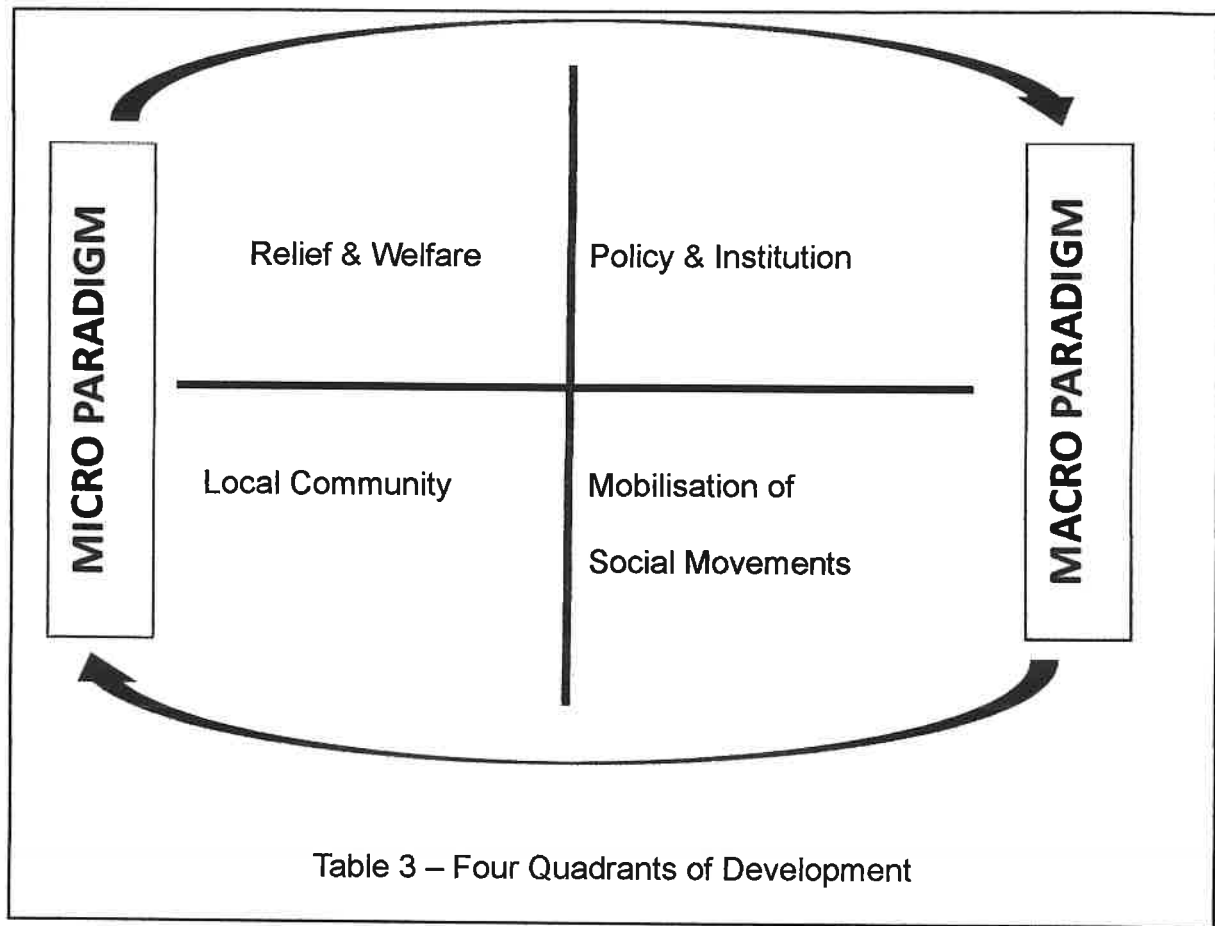 MICRO PARADIGM
Relief & Welfare
Policy & Institution
MACRO PARADIGM
Local Community
Mobilisation of
Social Movements
Table 3 – Four Quadrants of Development